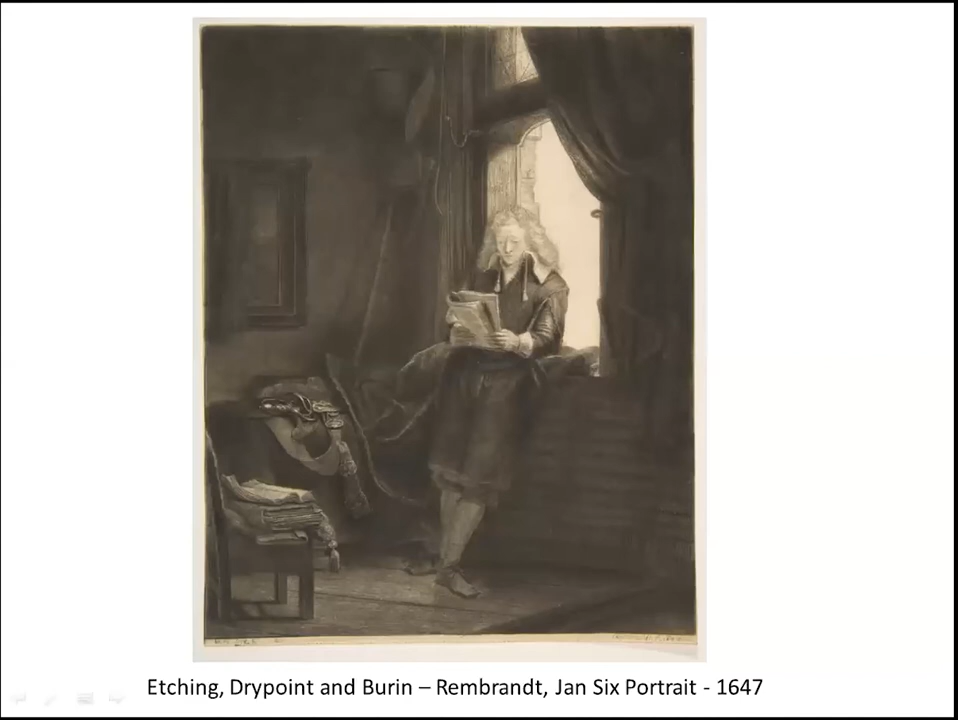 Etching, Drypoint and Burin – Rembrandt, Jan Six Portrait - 1647